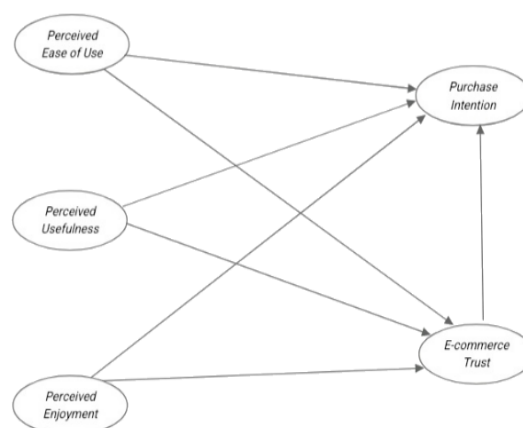 Perceived
Ease of Use
Purchase
Intention
Perceived
Usefulness
E-commerce
Trust
Perceived
Enjoyment